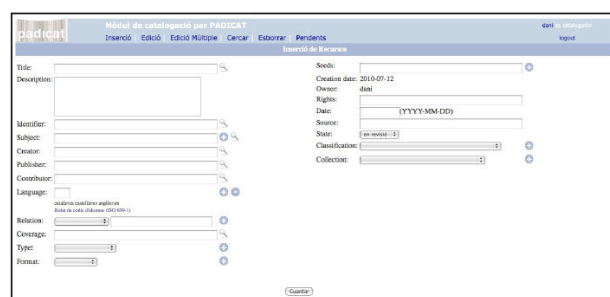 padicat
Mòdul de catalogació per PADICAT
dani
logout
Inserció Edició Edició Múltiple Cercar Esborrar Pendents
Inserció de Recursos
Title:
Description:
Identifier:
Subject:
Creator:
Publisher:
Contributor:
Language:
Relation:
Coverage:
Type:
Format:
Seeds:
Creation date: 2010-07-12
Owner: dani
Rights:
Date: (YYYY-MM-DD)
Source:
State: en revisió
Classification:
Collection:
Guardar